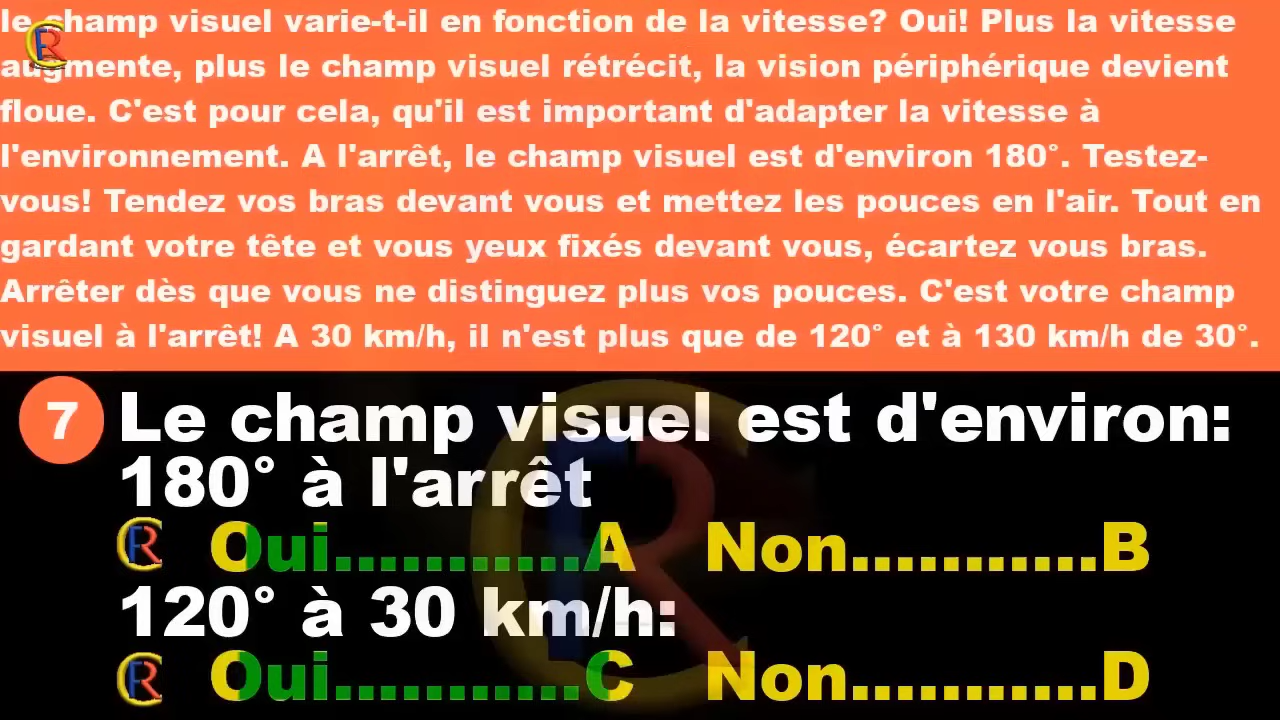 le champ visuel varie-t-il en fonction de la vitesse? Oui! Plus la vitesse
augmente, plus le champ visuel rétrécit, la vision périphérique devient
floue. C'est pour cela, qu'il est important d'adapter la vitesse à
l'environnement. A l'arrêt, le champ visuel est d'environ 180°. Testez-
vous! Tendez vos bras devant vous et mettez les pouces en l'air. Tout en
gardant votre tête et vous yeux fixés devant vous, écartez vous bras.
Arrêter dès que vous ne distinguez plus vos pouces. C'est votre champ
visuel à l'arrêt! A 30 km/h, il n'est plus que de 120° et à 130 km/h de 30°.
7 Le champ visuel est d'environ:
180° à l'arrêt
Oui...........A Non...........B
120° à 30 km/h:
Oui...........C Non...........D